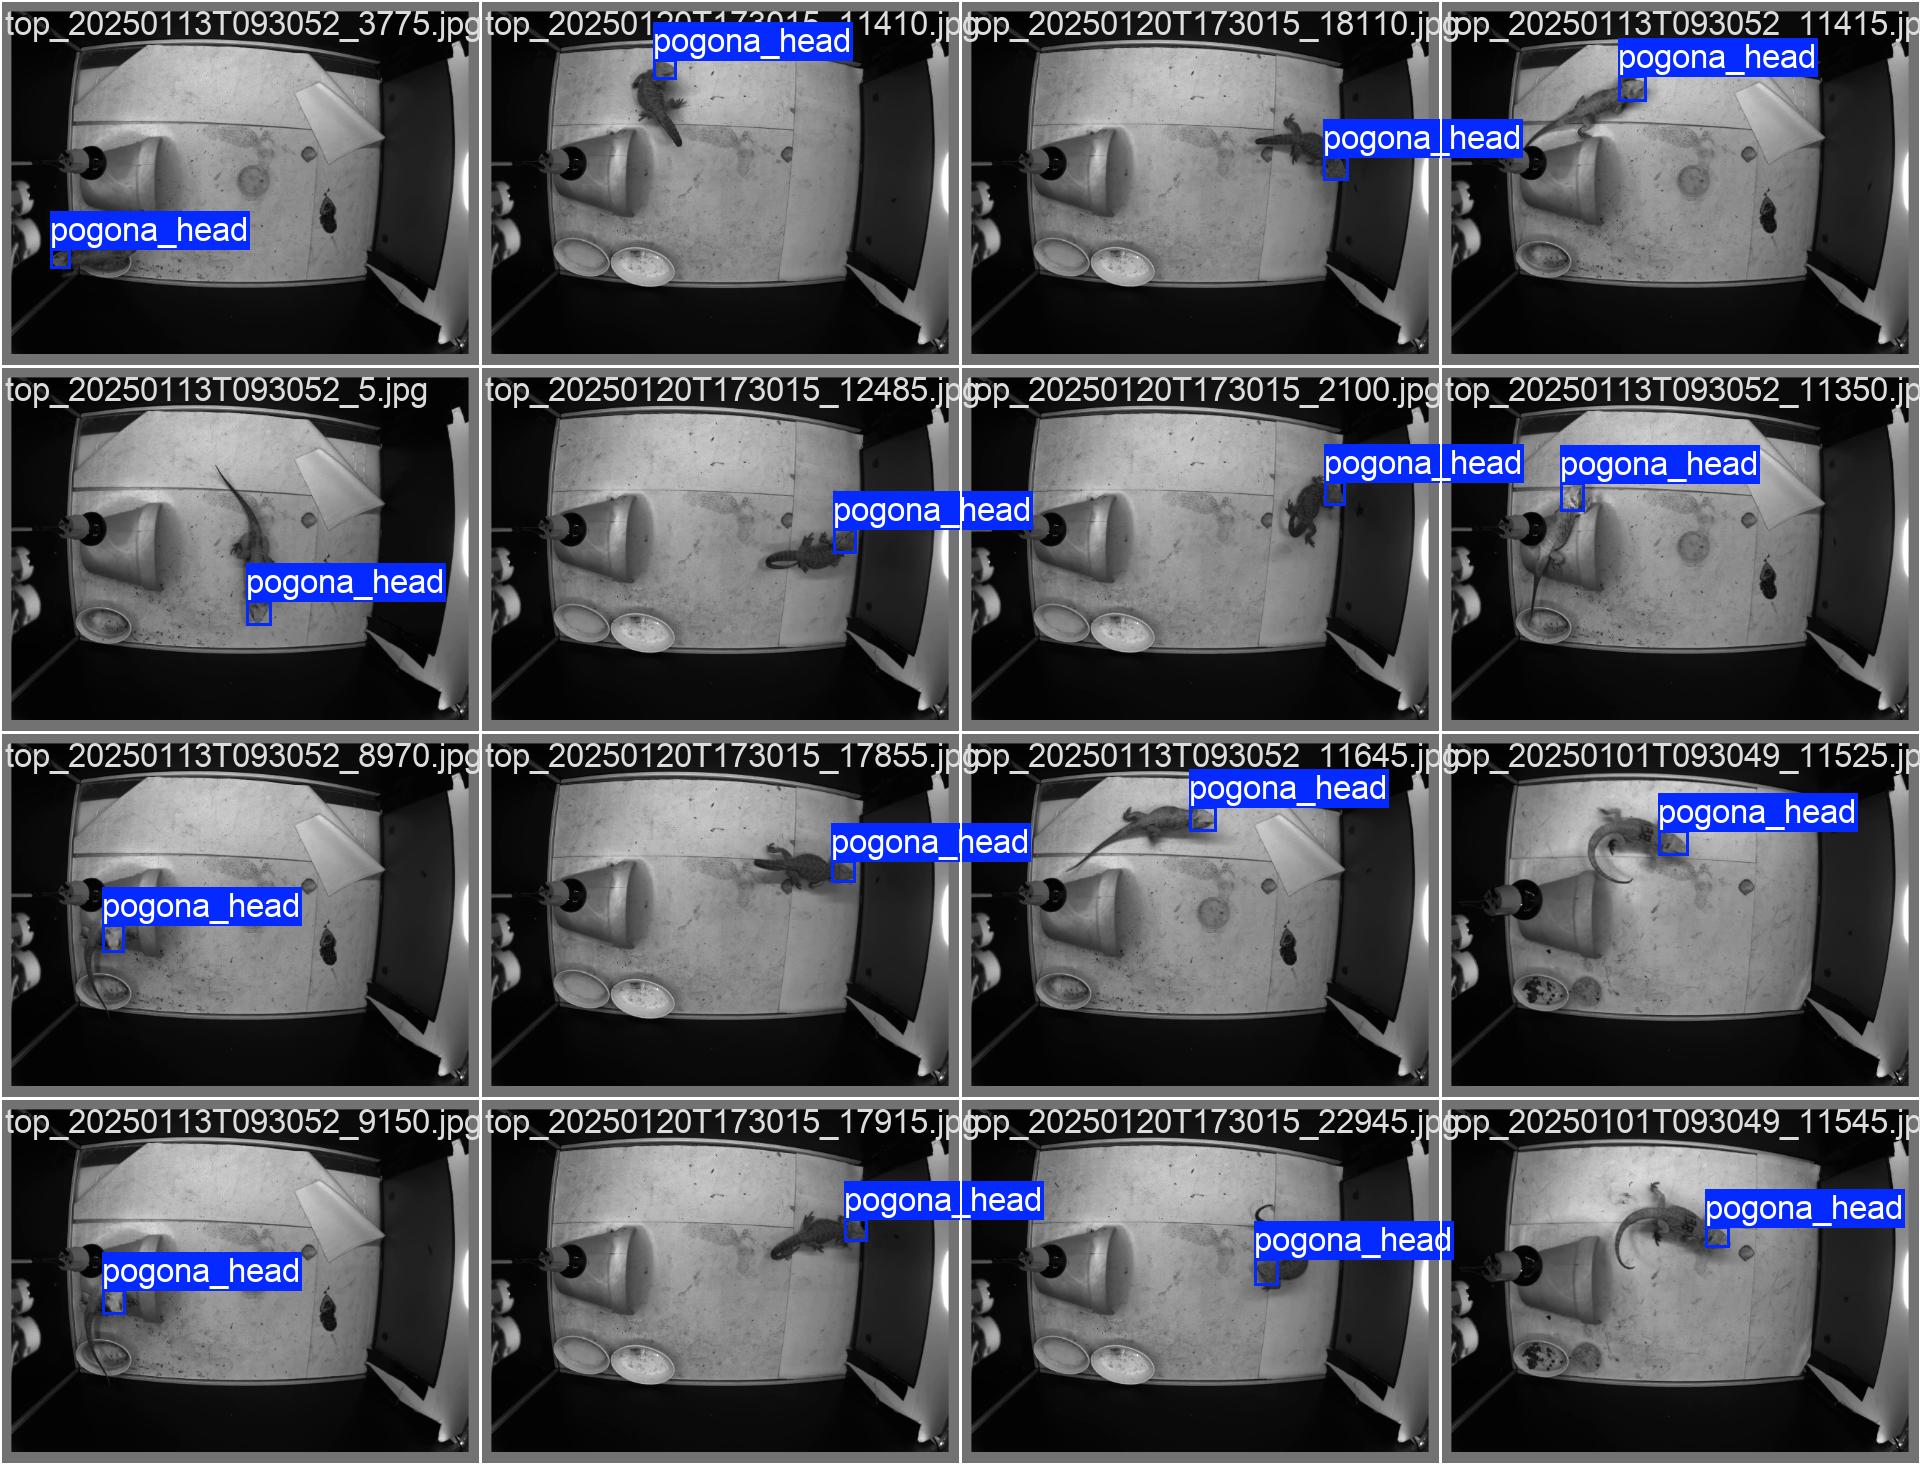 top_20250113T093052_3775.jpg
pogona_head
top_20250120T173015_11410.jpg
pogona_head
top_20250120T173015_18110.jpg
pogona_head
top_20250113T093052_11415.jpg
pogona_head
top_20250113T093052_5.jpg
pogona_head
top_20250120T173015_12485.jpg
pogona_head
top_20250120T173015_2100.jpg
pogona_head
top_20250113T093052_11350.jp
pogona_head
top_20250113T093052_8970.jpg
pogona_head
top_20250120T173015_17855.jpg
pogona_head
top_20250113T093052_11645.jpg
pogona_head
top_20250101T093049_11525.jp
pogona_head
top_20250113T093052_9150.jpg
pogona_head
top_20250120T173015_17915.jpg
pogona_head
top_20250120T173015_22945.jpg
pogona_head
top_20250101T093049_11545.jp
pogona_head